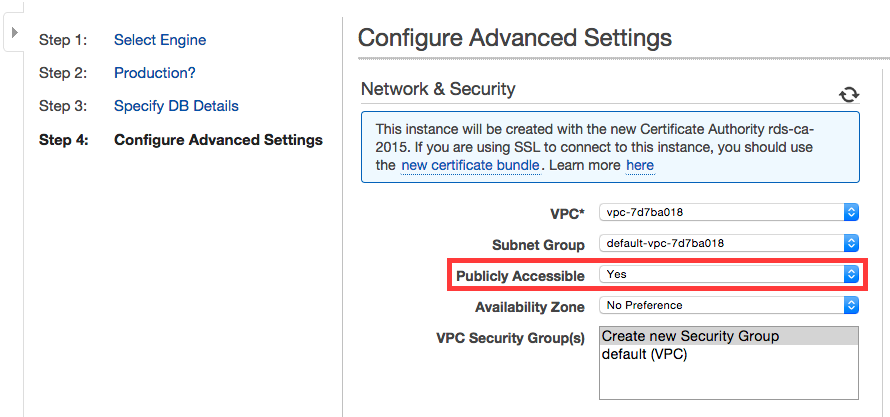 Step 1: Select Engine
Step 2: Production?
Step 3: Specify DB Details
Step 4: Configure Advanced Settings
Configure Advanced Settings
Network & Security
This instance will be created with the new Certificate Authority rds-ca-
2015. If you are using SSL to connect to this instance, you should use
the new certificate bundle. Learn more here
VPC* vpc-7d7ba018
Subnet Group default-vpc-7d7ba018
Publicly Accessible Yes
Availability Zone No Preference
VPC Security Group(s) Create new Security Group
default (VPC)